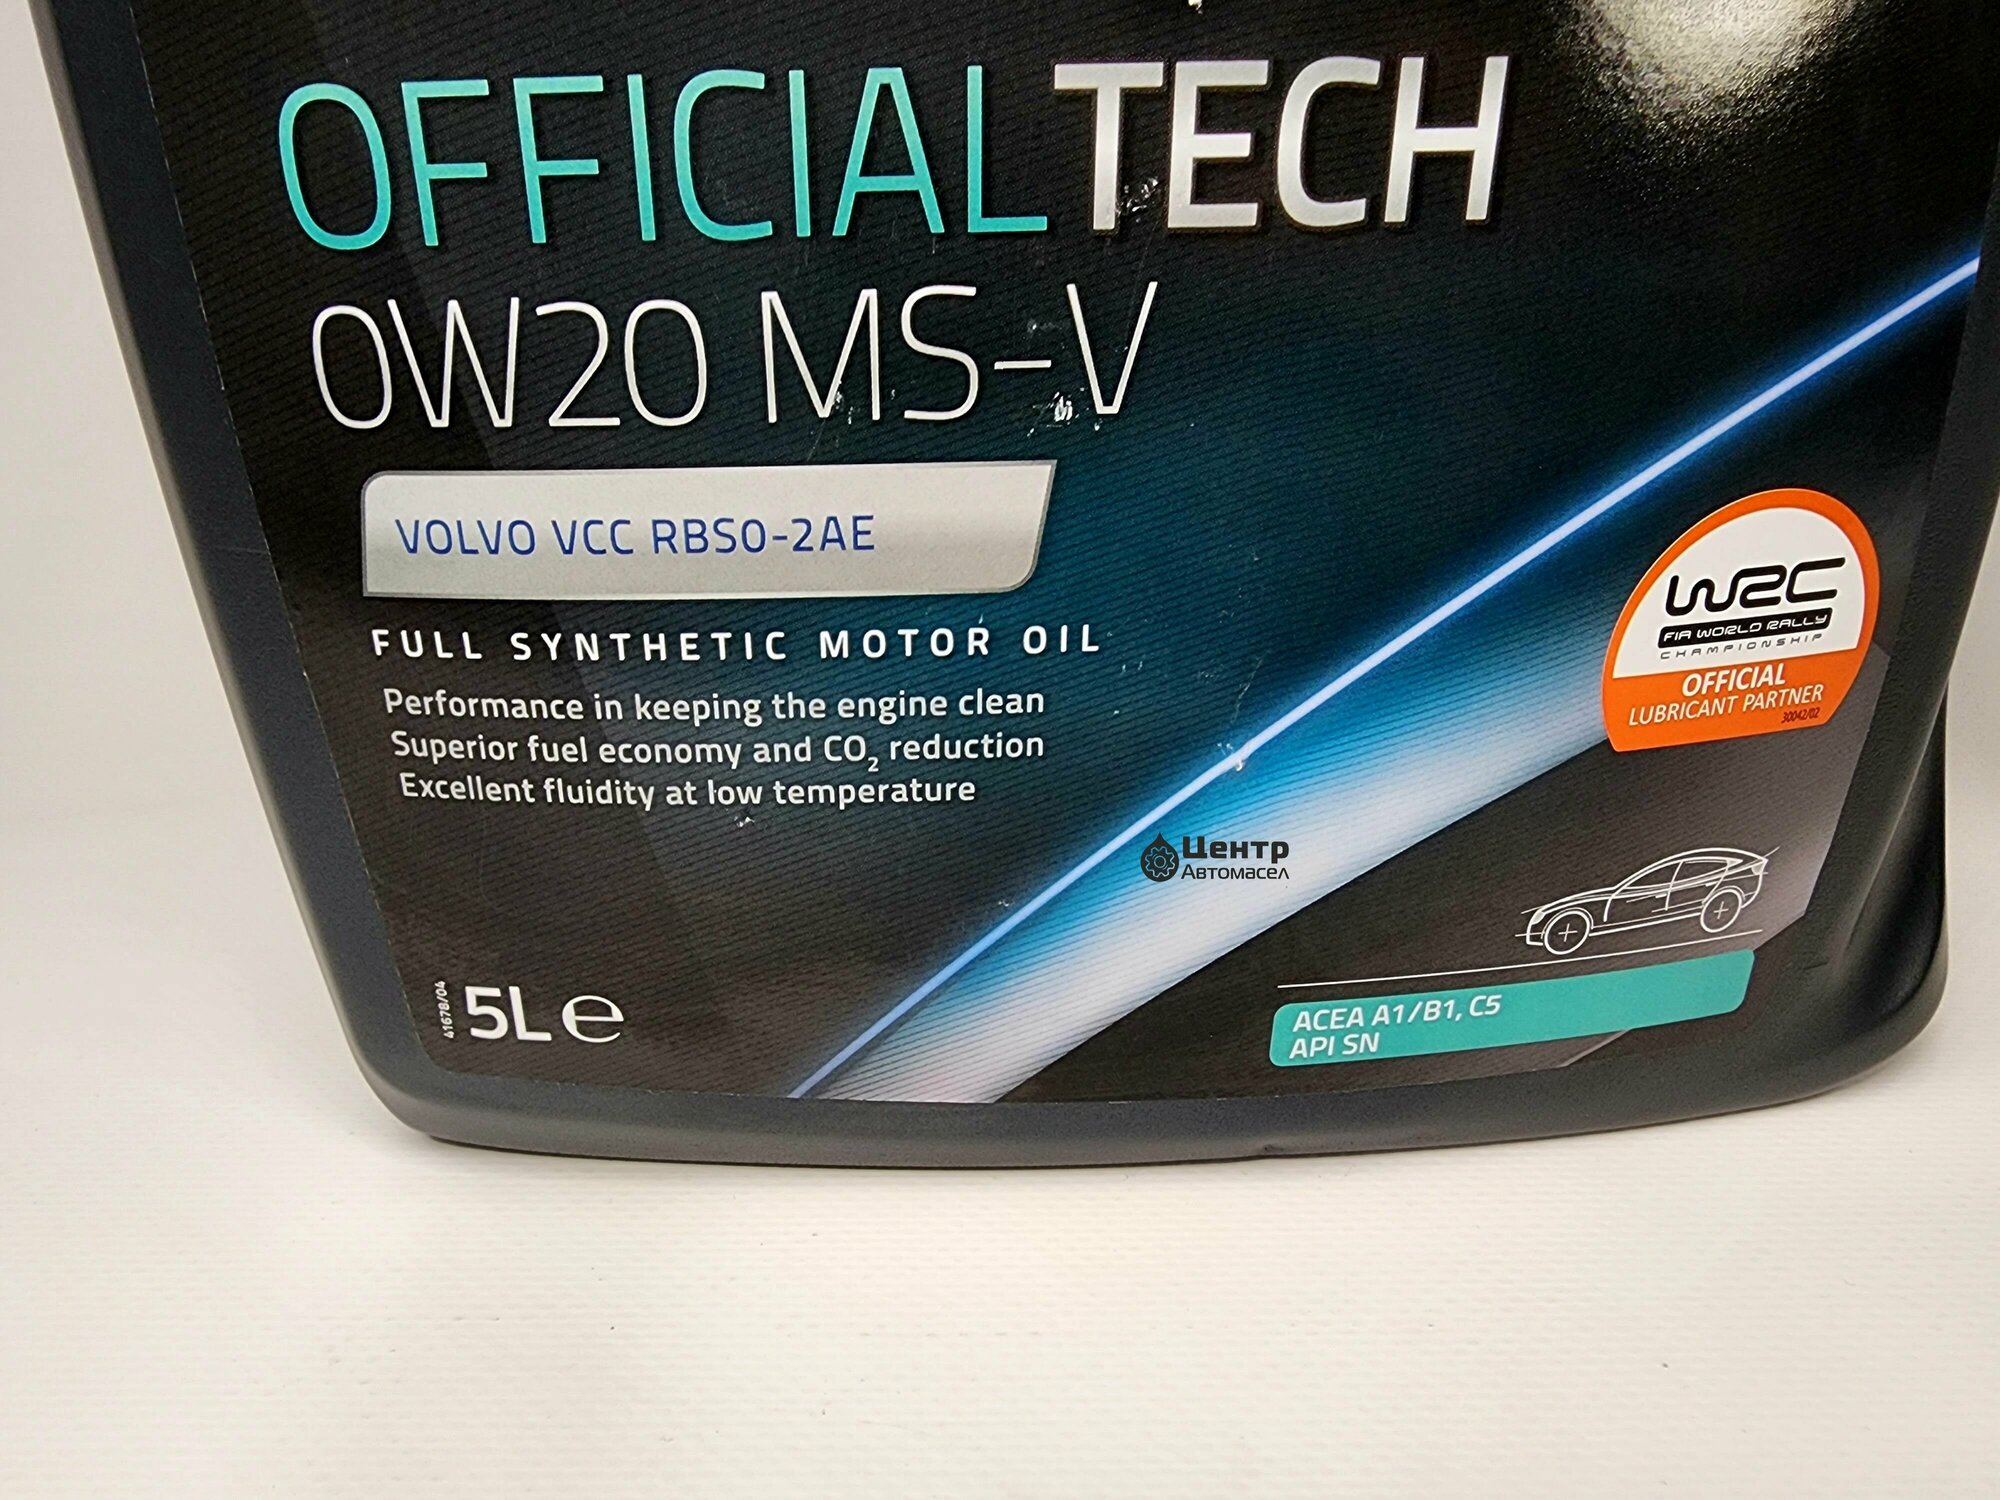 OFFICIALTECH
0W20 MS-V
VOLVO VCC RBS0-2AE
FULL SYNTHETIC MOTOR OIL
Performance in keeping the engine clean
Superior fuel economy and CO₂ reduction
Excellent fluidity at low temperature
WRC
FIA WORLD RALLY
CHAMPIONSHIP
OFFICIAL
LUBRICANT PARTNER
30042/02
Центр
Автомасел
41678/04
5L e
ACEA A1/B1, C5
API SN